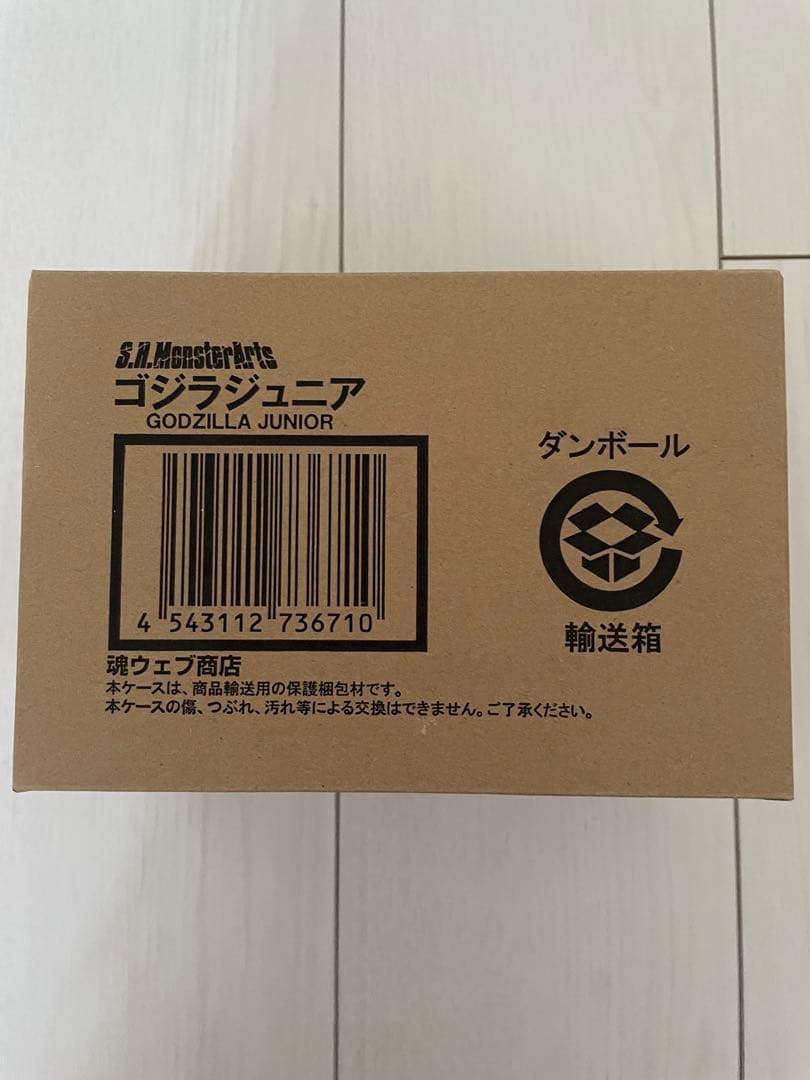 S.H.MonsterArts
ゴジラジュニア
GODZILLA JUNIOR
4 543112 736710
魂ウェブ商店
本ケースは、商品輸送用の保護梱包材です。
本ケースの傷、つぶれ、汚れ等による交換はできません。ご了承ください。
ダンボール
輸送箱